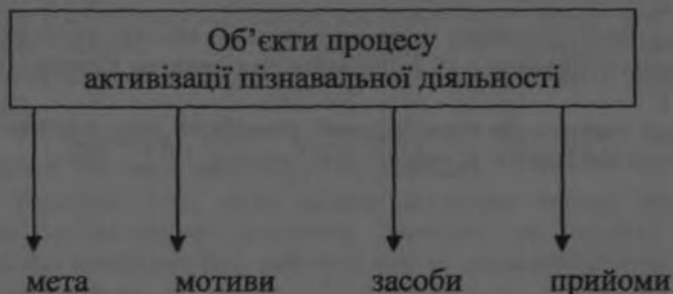 Об’єкти процесу
активізації пізнавальної діяльності
мета мотиви засоби прийоми